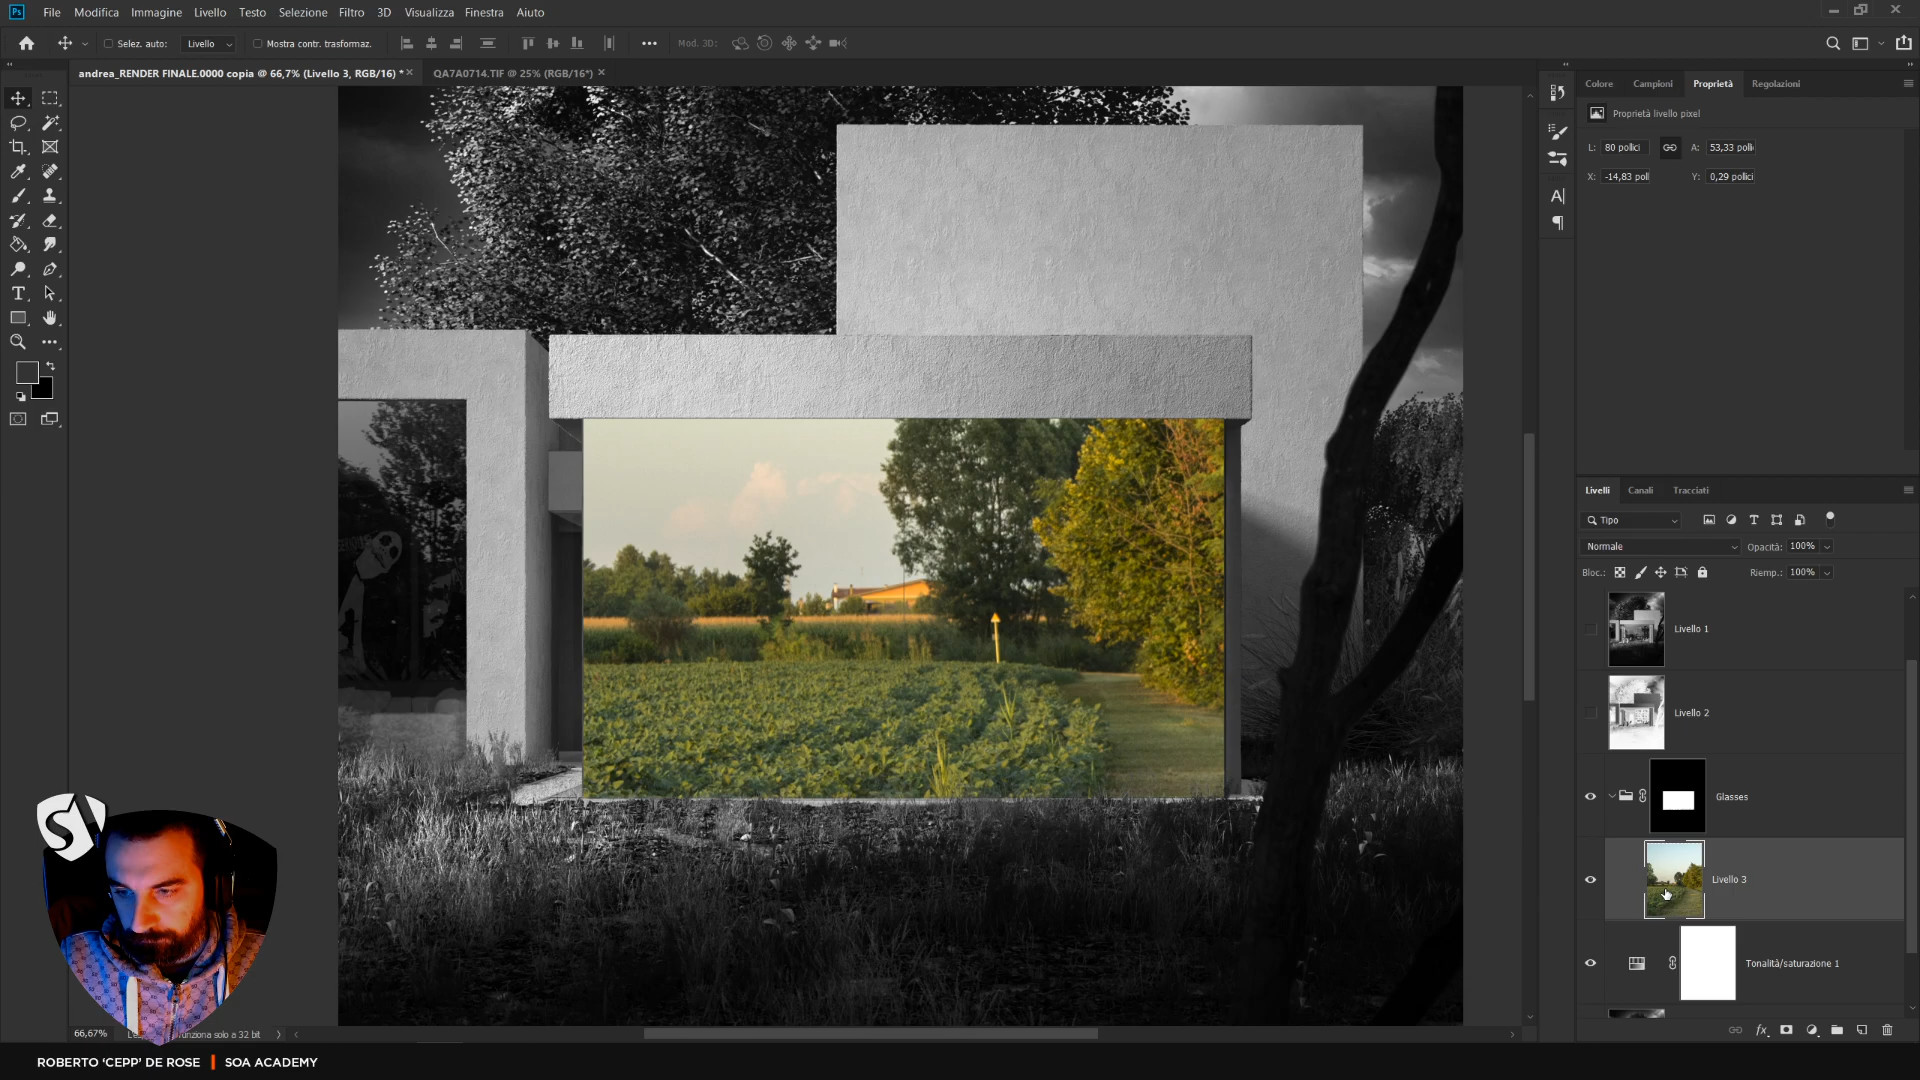 Ps File Modifica Immagine Livello Testo Selezione Filtro 3D Visualizza Finestra Aiuto
Selez. auto: Livello Mostra contr. trasformaz. Mod. 3D:
andrea_RENDER FINALE.0000 copia @ 66,7% (Livello 3, RGB/16) * QA7A0714.TIF @ 25% (RGB/16*)
Colore Campioni Proprietà Regolazioni
Proprietà livello pixel
L: 80 pollici A: 53,33 polli
X: -14,83 poll Y: 0,29 pollici
Livelli Canali Tracciati
Tipo
Normale Opacità: 100%
Bloc.: Riemp.: 100%
Livello 1
Livello 2
Glasses
Livello 3
Tonalità/saturazione 1
fx
66,67% funziona solo a 32 bit
S
ROBERTO ‘CEPP’ DE ROSE | SOA ACADEMY